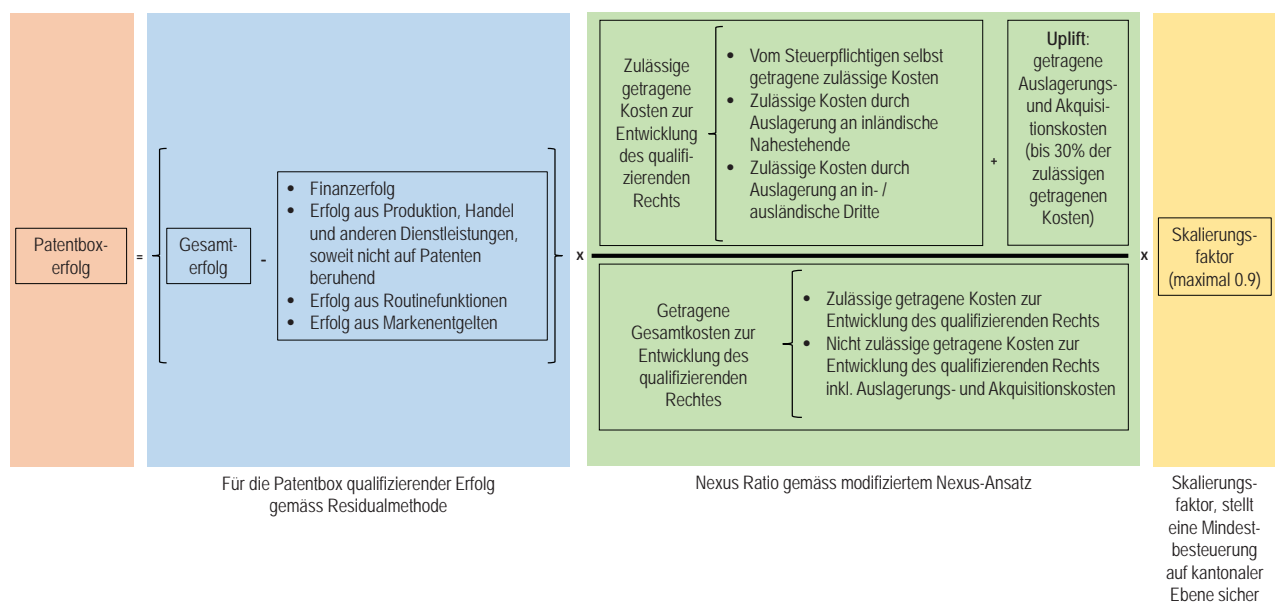 Patentbox-
erfolg
=
Gesamt-
erfolg
-
• Finanzerfolg
• Erfolg aus Produktion, Handel
und anderen Dienstleistungen,
soweit nicht auf Patenten
beruhend
• Erfolg aus Routinefunktionen
• Erfolg aus Markenentgelten
x
Zulässige
getragene
Kosten zur
Entwicklung
des qualifi-
zierenden
Rechts
• Vom Steuerpflichtigen selbst
getragene zulässige Kosten
• Zulässige Kosten durch
Auslagerung an inländische
Nahestehende
• Zulässige Kosten durch
Auslagerung an in- /
ausländische Dritte
+
Uplift:
getragene
Auslagerungs-
und Akquisi-
tionskosten
(bis 30% der
zulässigen
getragenen
Kosten)
Getragene
Gesamtkosten zur
Entwicklung des
qualifizierenden
Rechtes
• Zulässige getragene Kosten zur
Entwicklung des qualifizierenden Rechts
• Nicht zulässige getragene Kosten zur
Entwicklung des qualifizierenden Rechts
inkl. Auslagerungs- und Akquisitionskosten
x
Skalierungs-
faktor
(maximal 0.9)
Für die Patentbox qualifizierender Erfolg
gemäss Residualmethode
Nexus Ratio gemäss modifiziertem Nexus-Ansatz
Skalierungs-
faktor, stellt
eine Mindest-
besteuerung
auf kantonaler
Ebene sicher